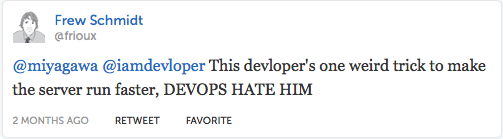 Frew Schmidt
@frioux
@miyagawa @iamdevloper This devloper's one weird trick to make
the server run faster, DEVOPS HATE HIM
2 MONTHS AGO RETWEET FAVORITE